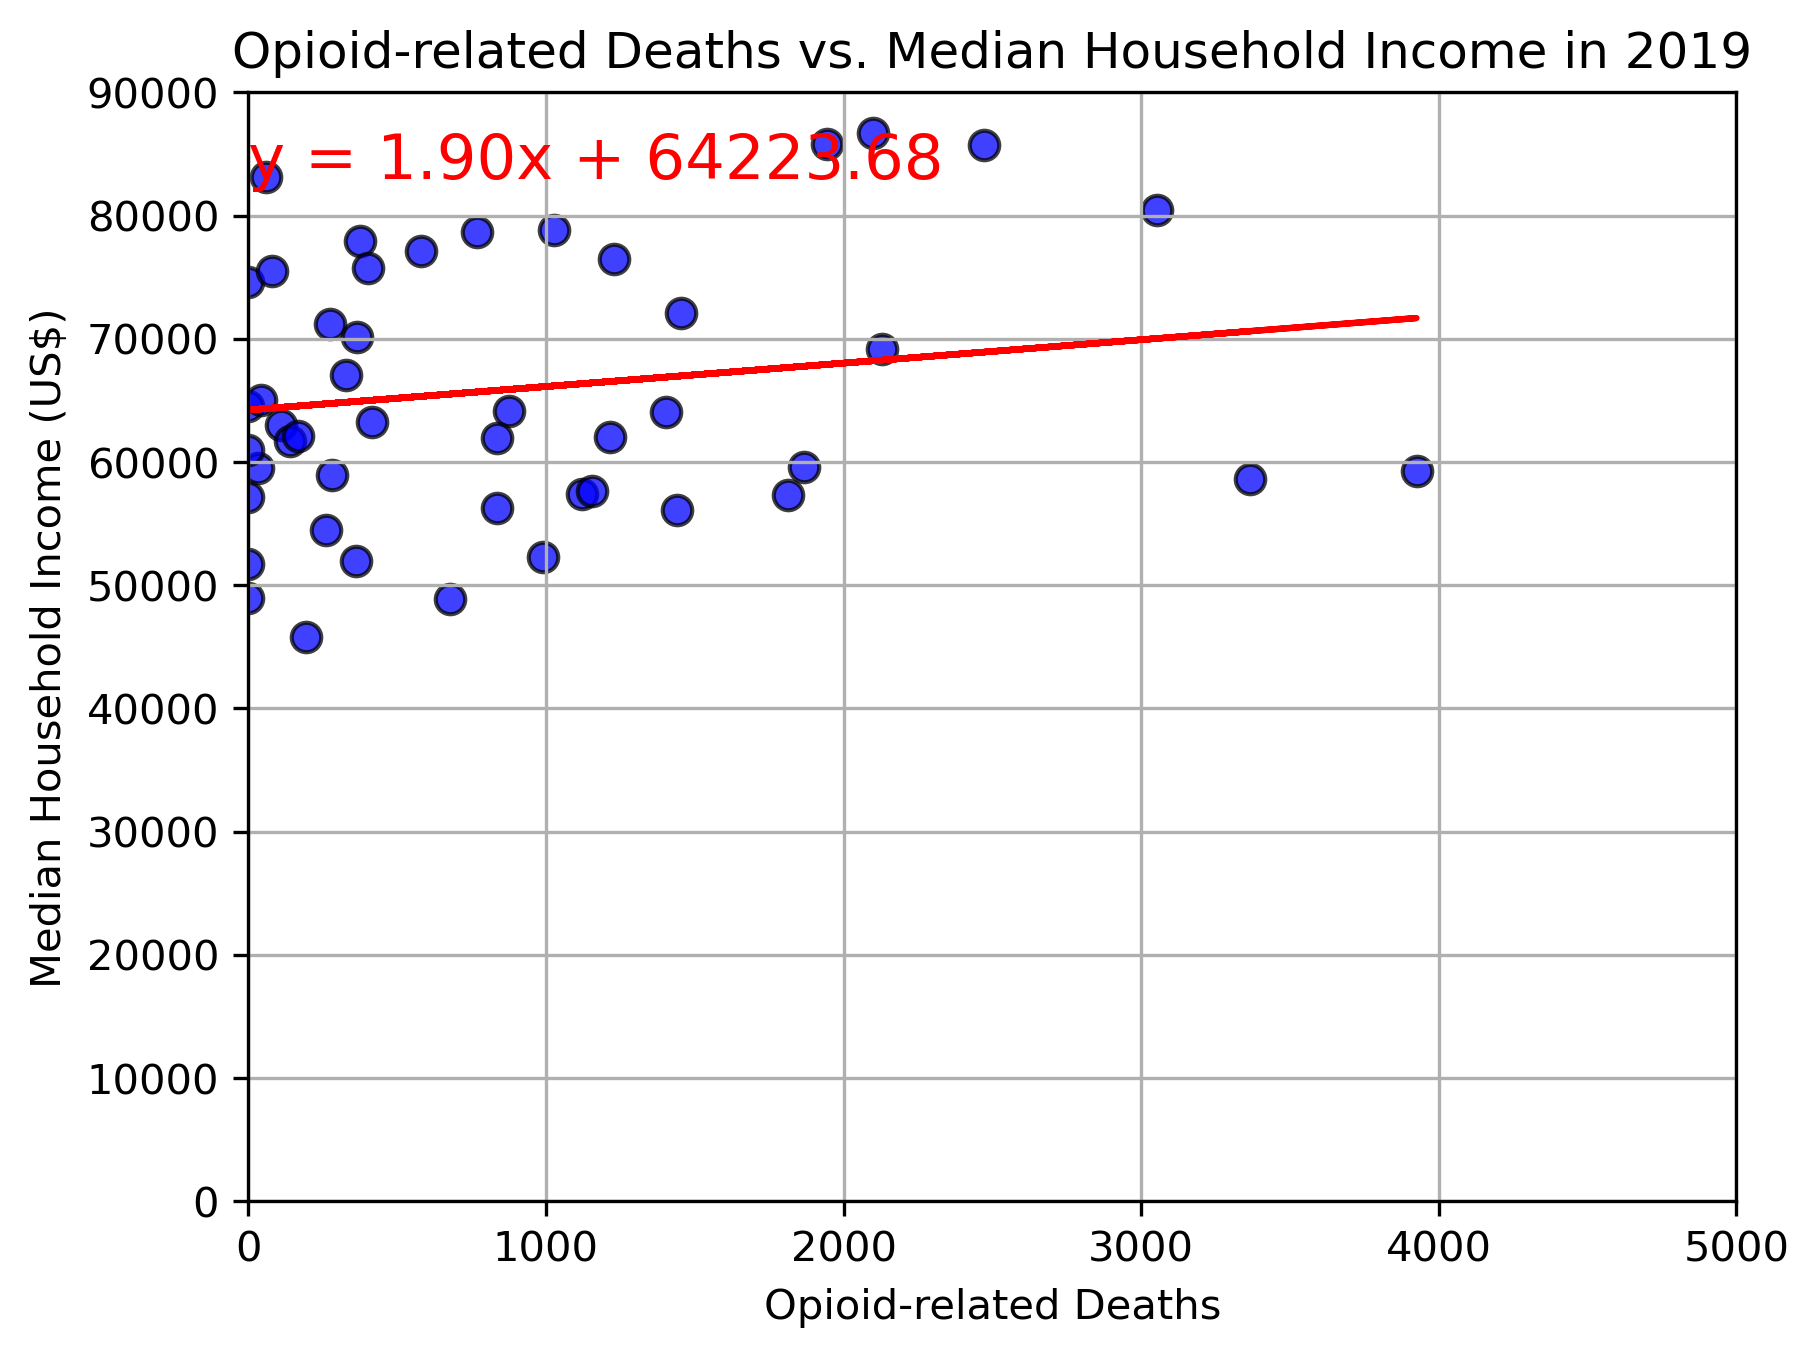 Opioid-related Deaths vs. Median Household Income in 2019
y = 1.90x + 64223.68
Median Household Income (US$)
90000
80000
70000
60000
50000
40000
30000
20000
10000
0
0 1000 2000 3000 4000 5000
Opioid-related Deaths